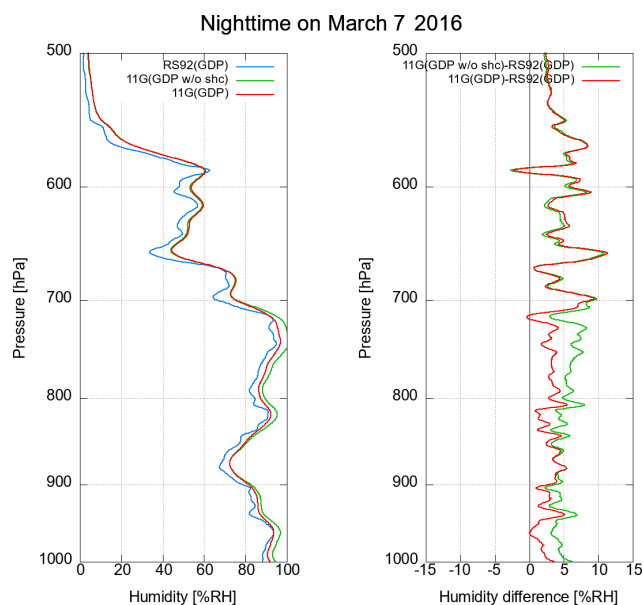 Nighttime on March 7 2016
RS92(GDP)
11G(GDP w/o shc)
11G(GDP)
500
600
700
800
900
1000
0
20
40
60
80
100
Pressure [hPa]
Humidity [%RH]
11G(GDP w/o shc)-RS92(GDP)
11G(GDP)-RS92(GDP)
500
600
700
800
900
1000
-15
-10
-5
0
5
10
15
Pressure [hPa]
Humidity difference [%RH]